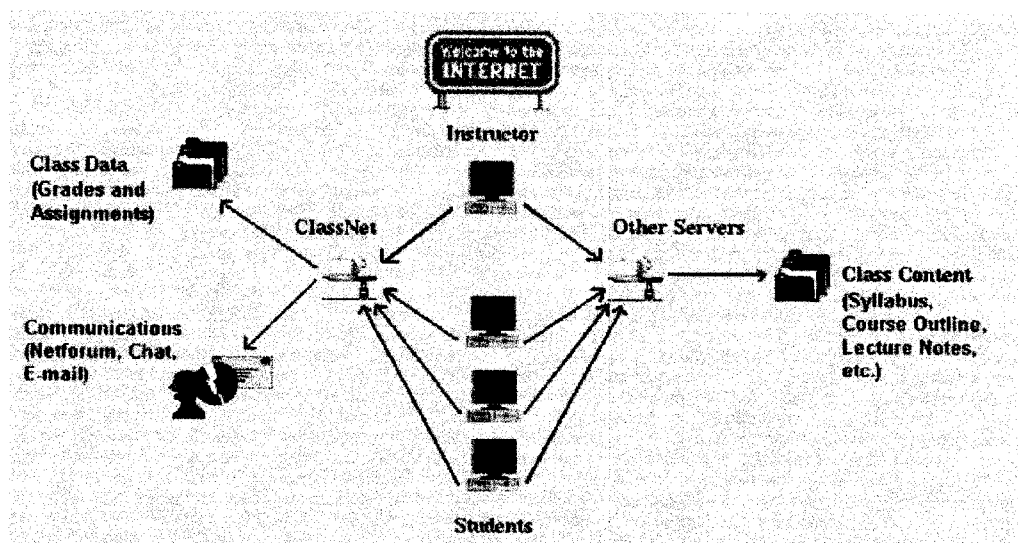 Welcome to the
INTERNET
Instructor
Class Data
(Grades and
Assignments)
ClassNet
Other Servers
Class Content
(Syllabus,
Course Outline,
Lecture Notes,
etc.)
Communications
(Netforum, Chat,
E-mail)
Students